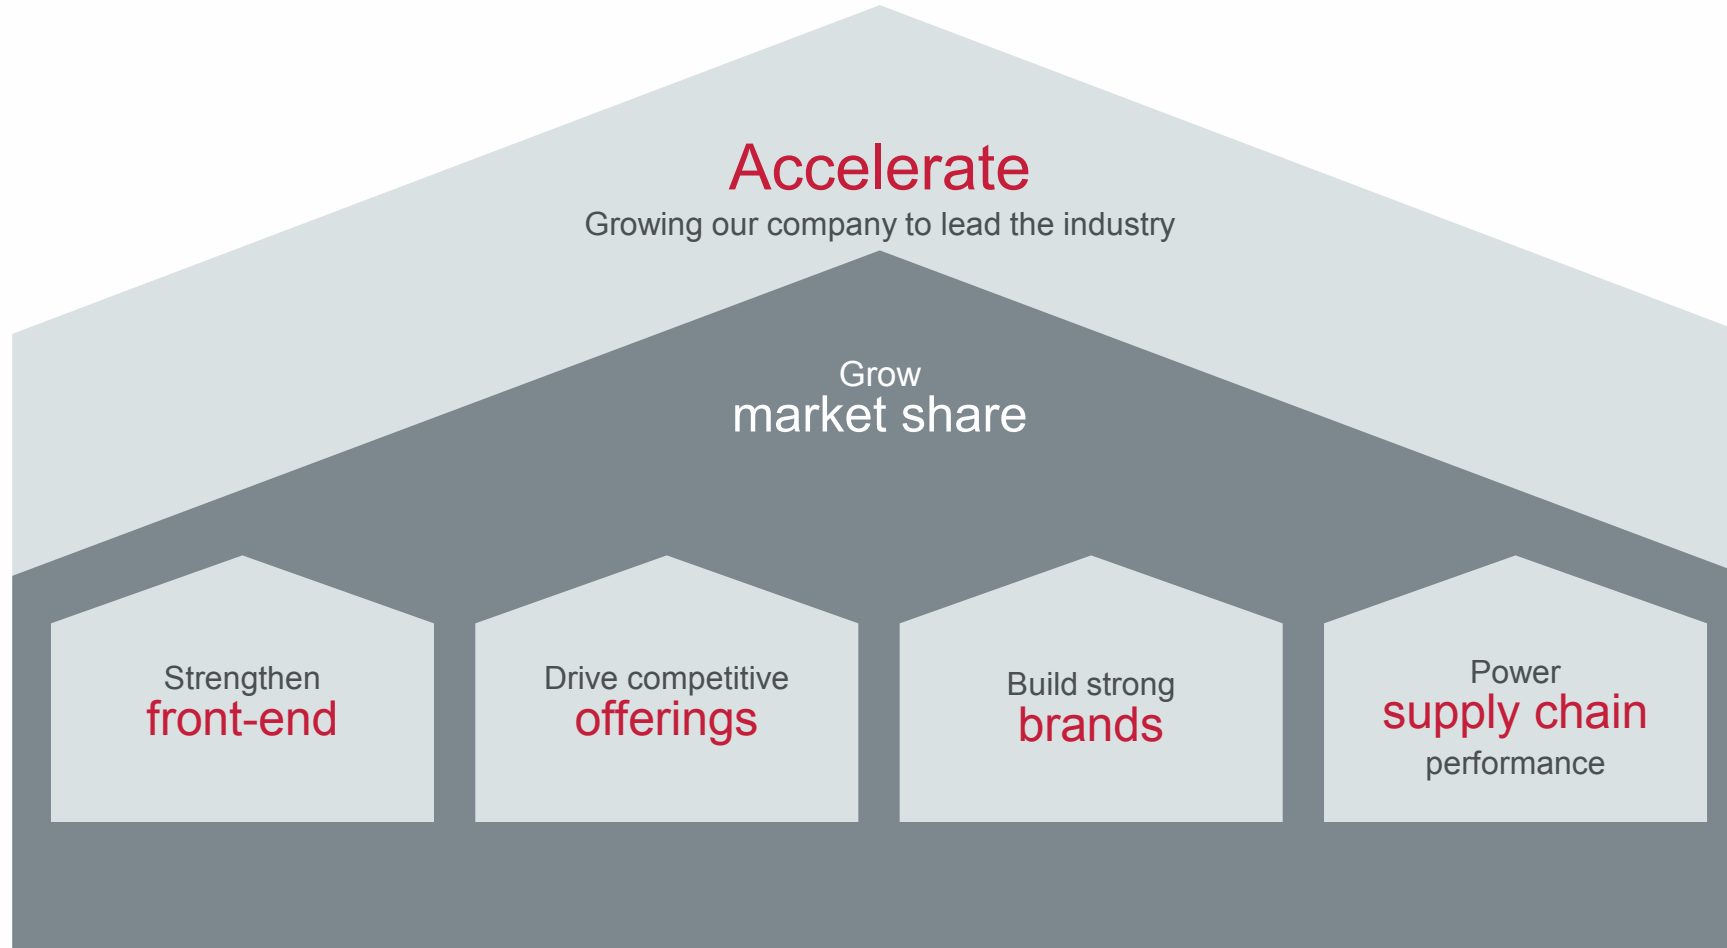 Accelerate
Growing our company to lead the industry
Grow
market share
Strengthen
front-end
Drive competitive
offerings
Build strong
brands
Power
supply chain
performance